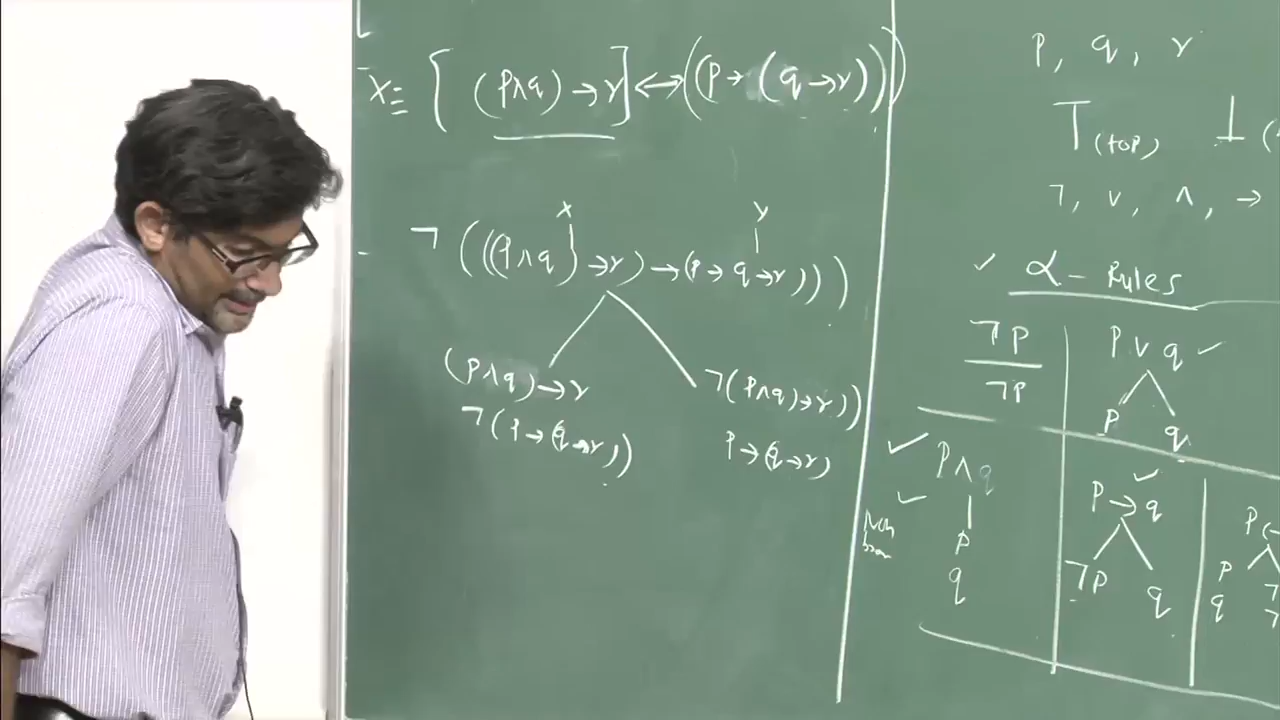 X ≡ [ (p∧q) → r ] ↔ ((p → (q → r)))
X Y
¬ (((p∧q) → r) → (p → q → r)))
(p∧q) → r
¬(p → (q → r))
¬(p∧q) → r))
p → (q → r)
p, q, r
⊤ (top) ⊥ (
¬, ∨, ∧, →
✓ α - Rules
¬p
¬p
p ∨ q ✓
p q
✓ p ∧ q
✓
p
q
p → q ✓
¬p q
p (
p ¬
q ¬